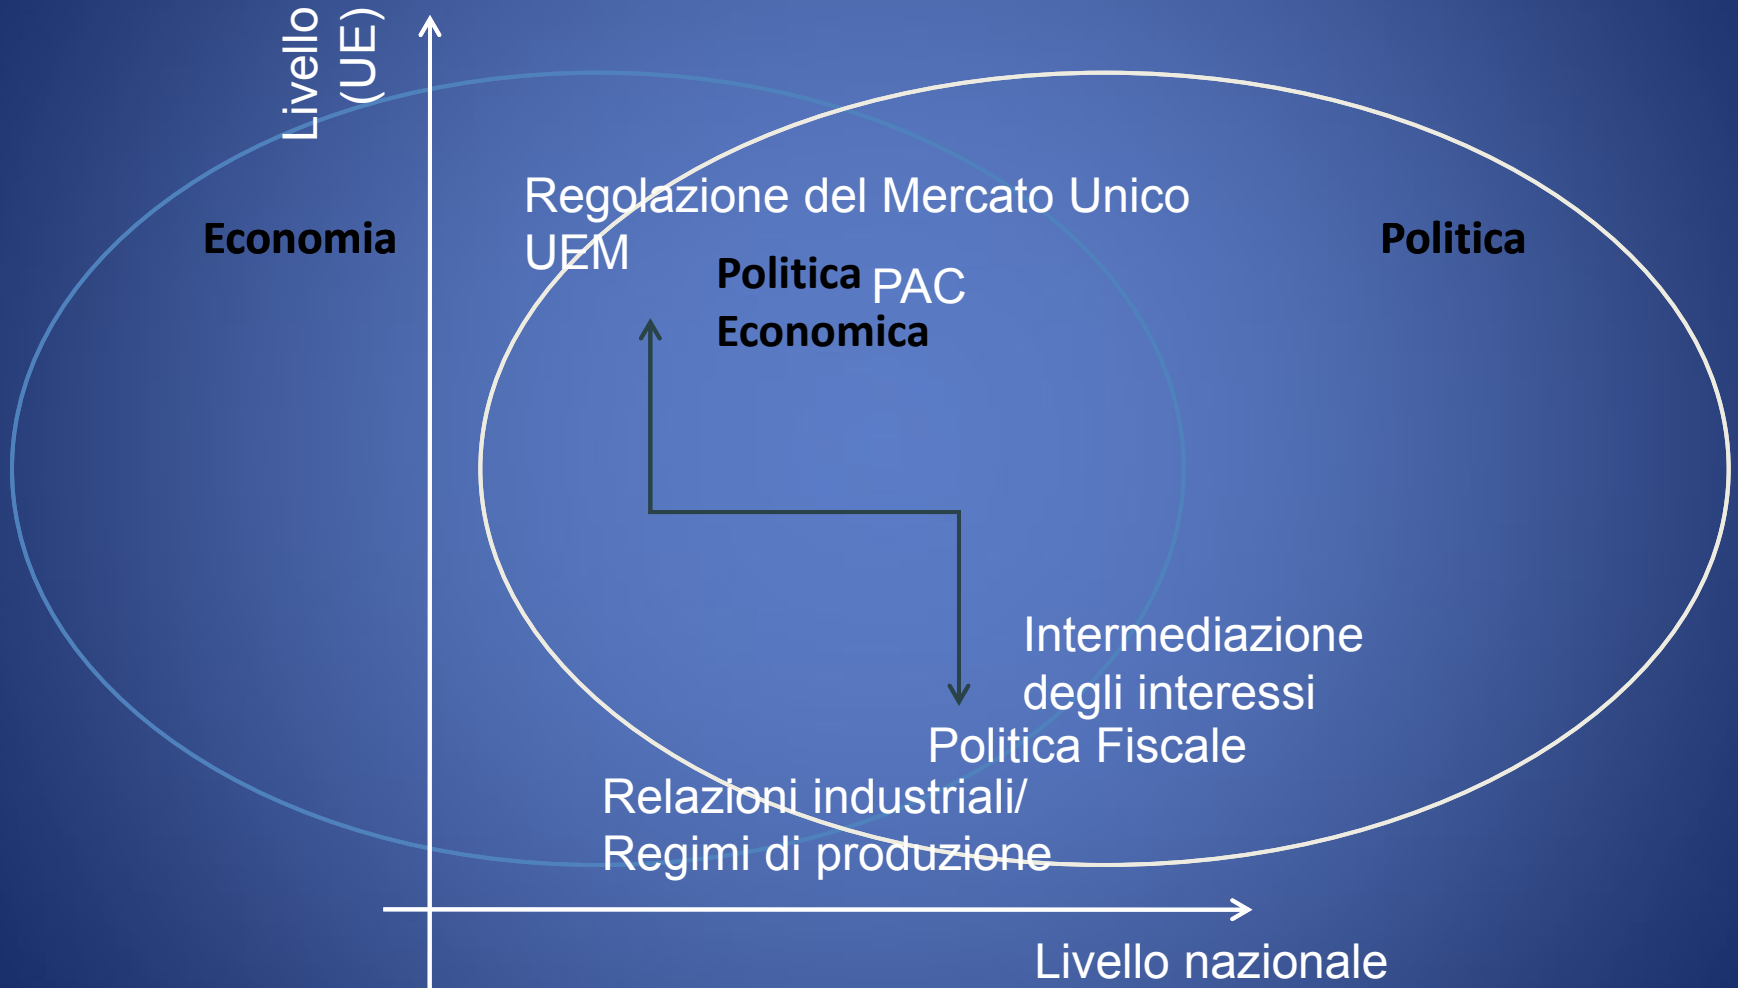 Livello
(UE)
Regolazione del Mercato Unico
UEM
Economia
Politica
Politica
Economica
PAC
Intermediazione
degli interessi
Politica Fiscale
Relazioni industriali/
Regimi di produzione
Livello nazionale